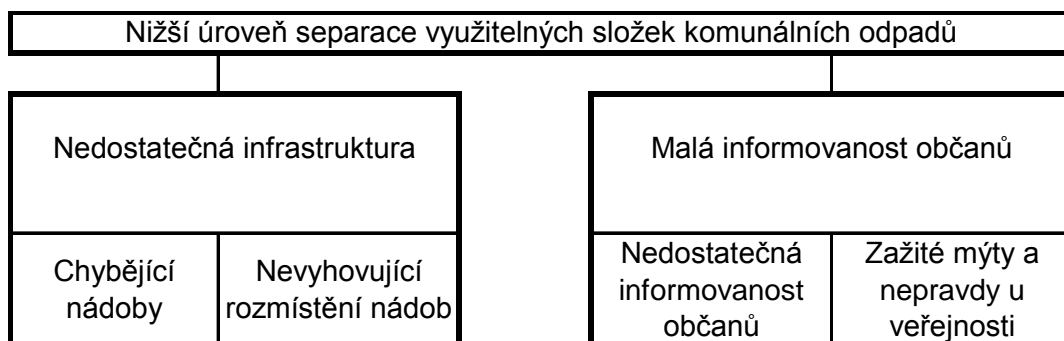 Nižší úroveň separace využitelných složek komunálních odpadů
Nedostatečná infrastruktura
Malá informovanost občanů
Chybějící
nádoby
Nevyhovující
rozmístění nádob
Nedostatečná
informovanost
občanů
Zažité mýty a
nepravdy u
veřejnosti